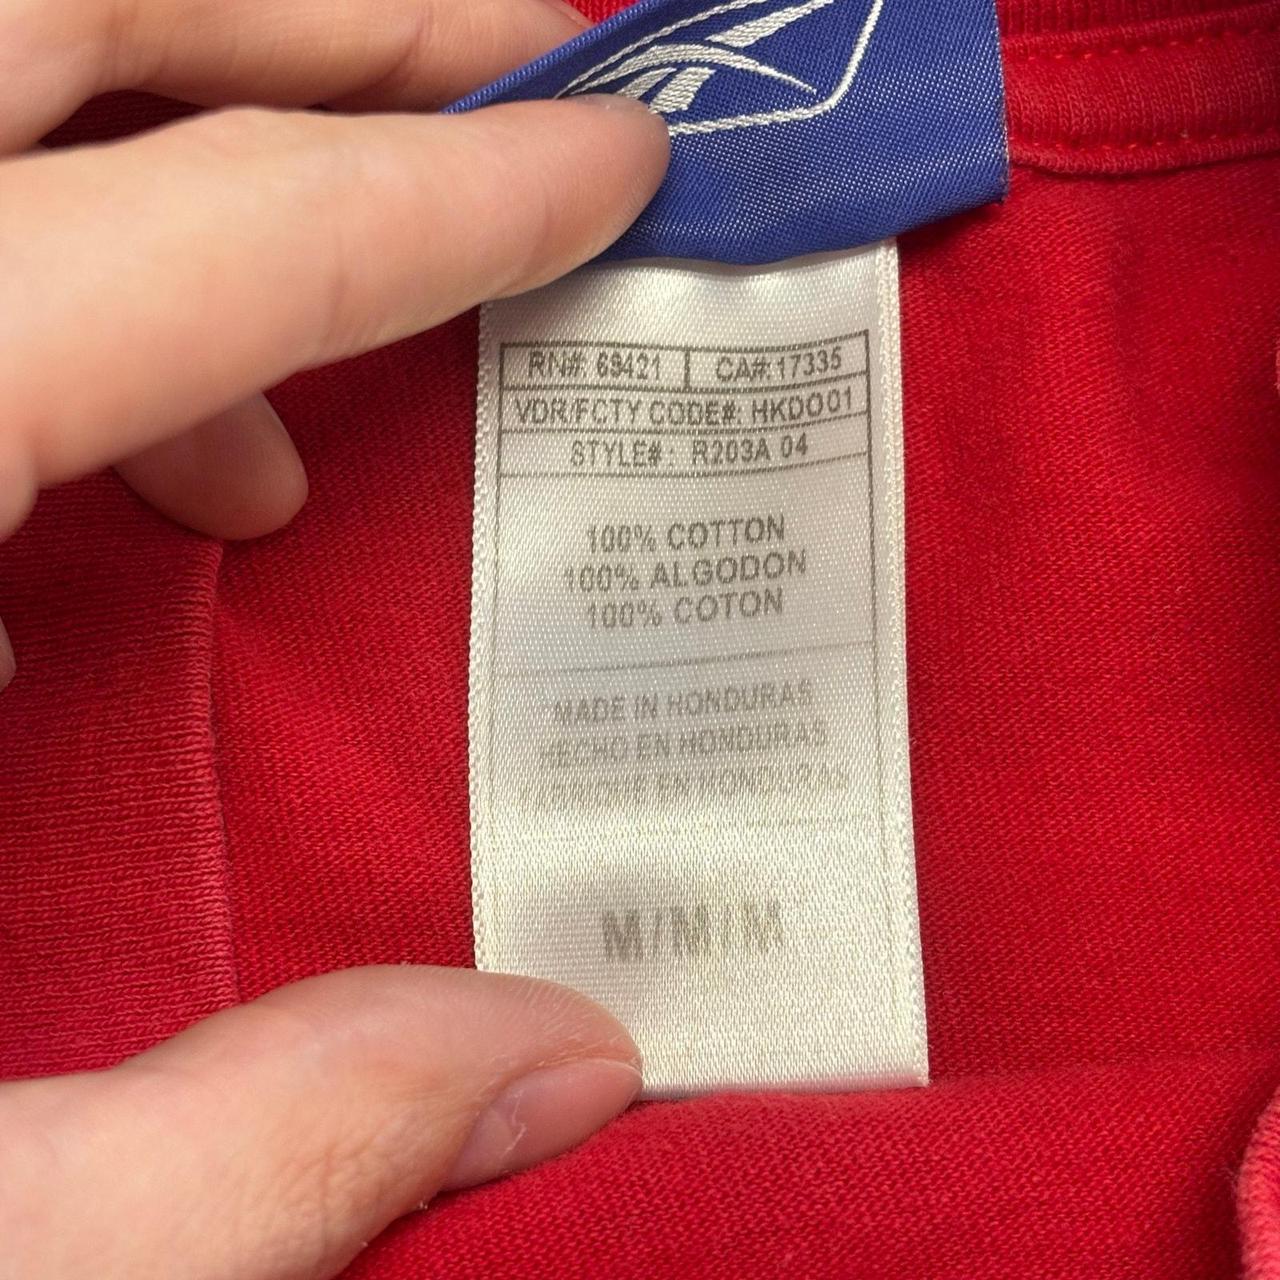 RN#: 69421 CA#:17335
VDR/FCTY CODE#: HKDO01
STYLE#: R203A 04
100% COTTON
100% ALGODON
100% COTON
MADE IN HONDURAS
HECHO EN HONDURAS
EN HONDURAS
M/M/M